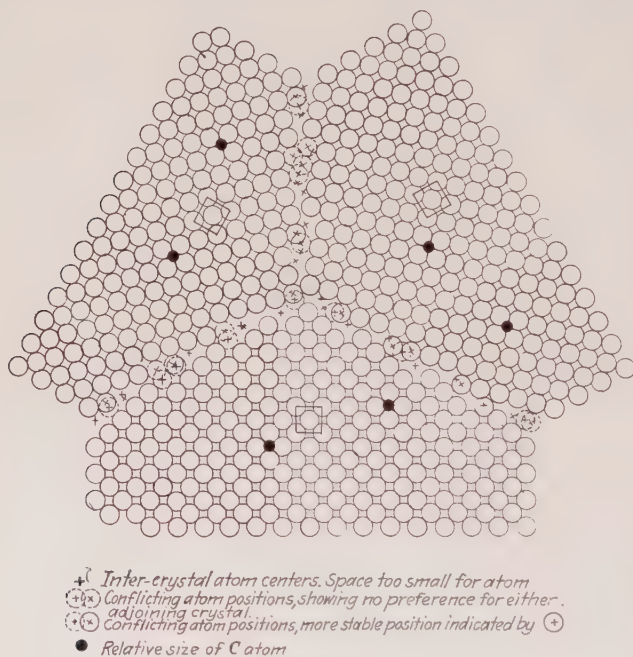 Inter-crystal atom centers. Space too small for atom
Conflicting atom positions, showing no preference for either
adjoining crystal.
Conflicting atom positions, more stable position indicated by
Relative size of C atom